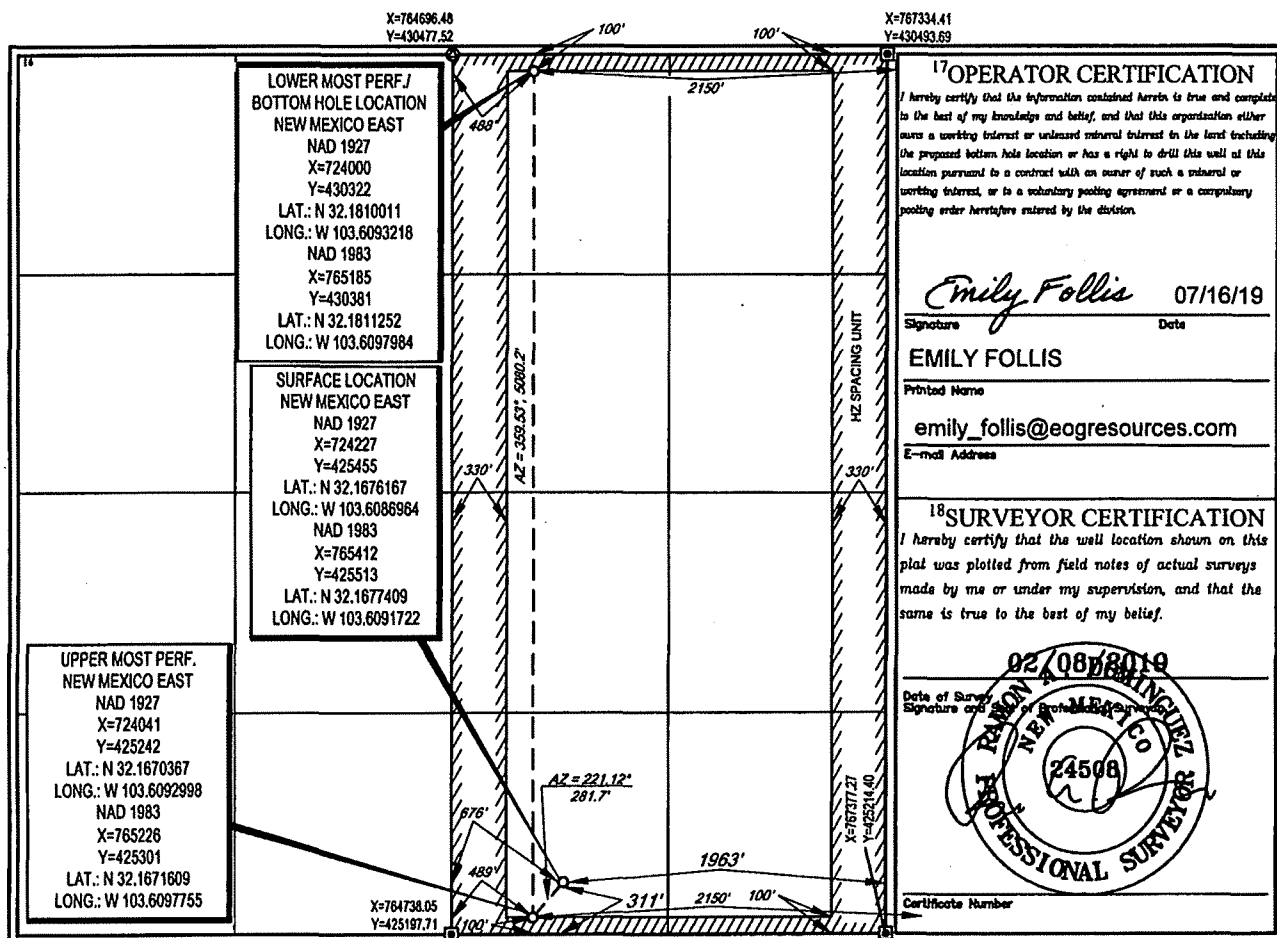 X=764696.48
Y=430477.52
X=767334.41
Y=430493.69
100'
100'
2150'
488'
LOWER MOST PERF./
BOTTOM HOLE LOCATION
NEW MEXICO EAST
NAD 1927
X=724000
Y=430322
LAT.: N 32.1810011
LONG.: W 103.6093218
NAD 1983
X=765185
Y=430381
LAT.: N 32.1811252
LONG.: W 103.6097984
SURFACE LOCATION
NEW MEXICO EAST
NAD 1927
X=724227
Y=425455
LAT.: N 32.1676167
LONG.: W 103.6086964
NAD 1983
X=765412
Y=425513
LAT.: N 32.1677409
LONG.: W 103.6091722
UPPER MOST PERF.
NEW MEXICO EAST
NAD 1927
X=724041
Y=425242
LAT.: N 32.1670367
LONG.: W 103.6092998
NAD 1983
X=765226
Y=425301
LAT.: N 32.1671609
LONG.: W 103.6097755
AZ = 359.53°, 5080.2'
HZ SPACING UNIT
330'
330'
AZ = 221.12°
281.7'
676'
489'
1963'
311'
2150'
100'
100'
X=764738.05
Y=425197.71
X=767377.27
Y=425214.40
17 OPERATOR CERTIFICATION
I hereby certify that the information contained herein is true and complete
to the best of my knowledge and belief, and that this organization either
owns a working interest or unleased mineral interest in the land including
the proposed bottom hole location or has a right to drill this well at this
location pursuant to a contract with an owner of such a mineral or
working interest, or to a voluntary pooling agreement or a compulsory
pooling order heretofore entered by the division.
Emily Follis 07/16/19
Signature Date
EMILY FOLLIS
Printed Name
emily_follis@eogresources.com
E-mail Address
18 SURVEYOR CERTIFICATION
I hereby certify that the well location shown on this
plat was plotted from field notes of actual surveys
made by me or under my supervision, and that the
same is true to the best of my belief.
02/08/2019
Date of Survey
Signature and Seal of Professional Surveyor
RAMON A. DOMINGUEZ
NEW MEXICO
24508
PROFESSIONAL SURVEYOR
Certificate Number